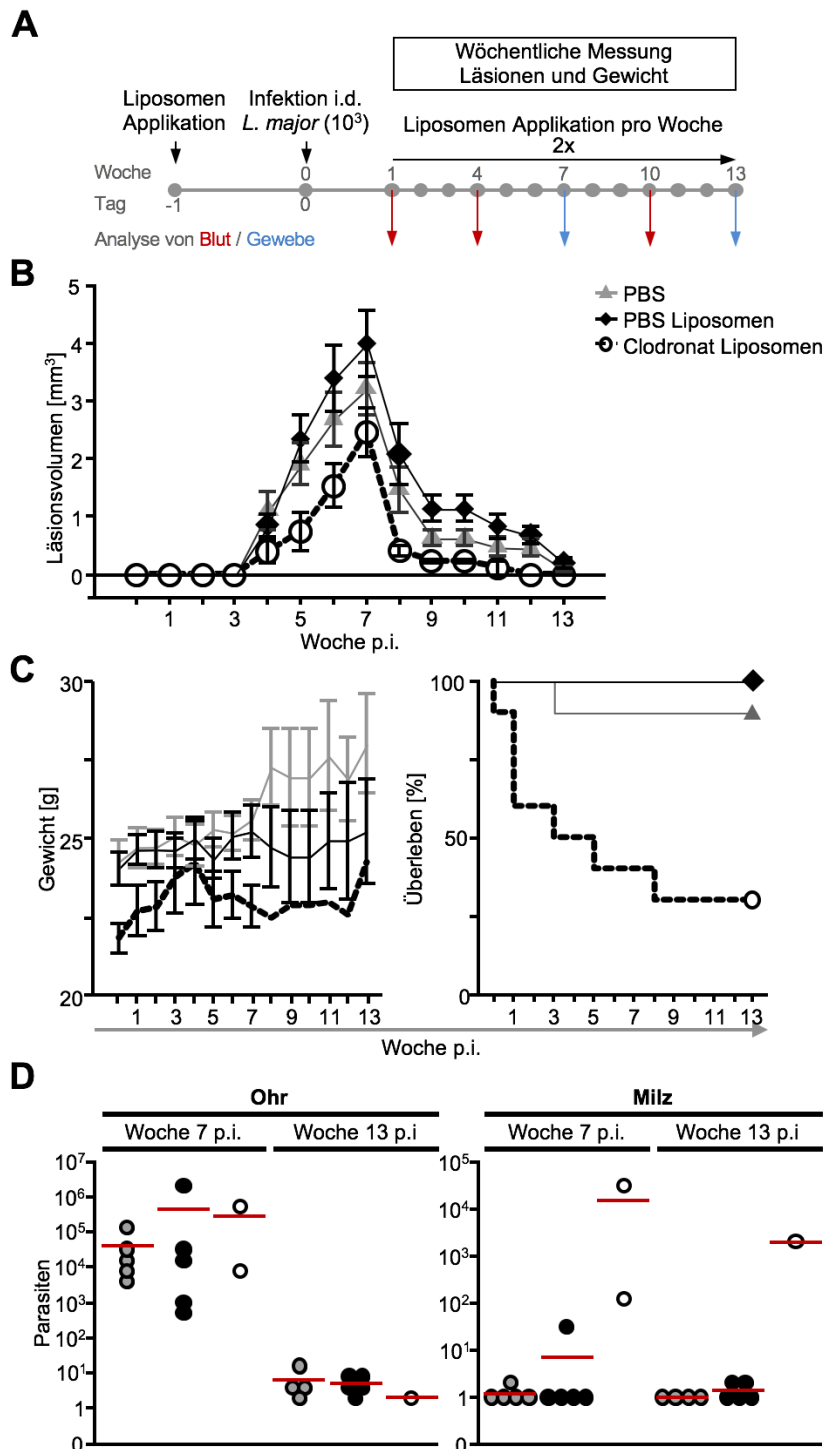 A
Wöchentliche Messung
Läsionen und Gewicht
Liposomen
Applikation
Infektion i.d.
L. major (10³)
Liposomen Applikation pro Woche
2x
Woche 0 1 4 7 10 13
Tag -1 0
Analyse von Blut / Gewebe
B
PBS
PBS Liposomen
Clodronat Liposomen
Läsionsvolumen [mm³]
5
4
3
2
1
0
1 3 5 7 9 11 13
Woche p.i.
C
Gewicht [g]
30
25
20
1 3 5 7 9 11 13
Überleben [%]
100
50
0
1 3 5 7 9 11 13
Woche p.i.
D
Ohr
Woche 7 p.i. Woche 13 p.i
Parasiten
10⁷
10⁶
10⁵
10⁴
10³
10²
10¹
1
0
Milz
Woche 7 p.i. Woche 13 p.i
10⁵
10⁴
10³
10²
10¹
1
0